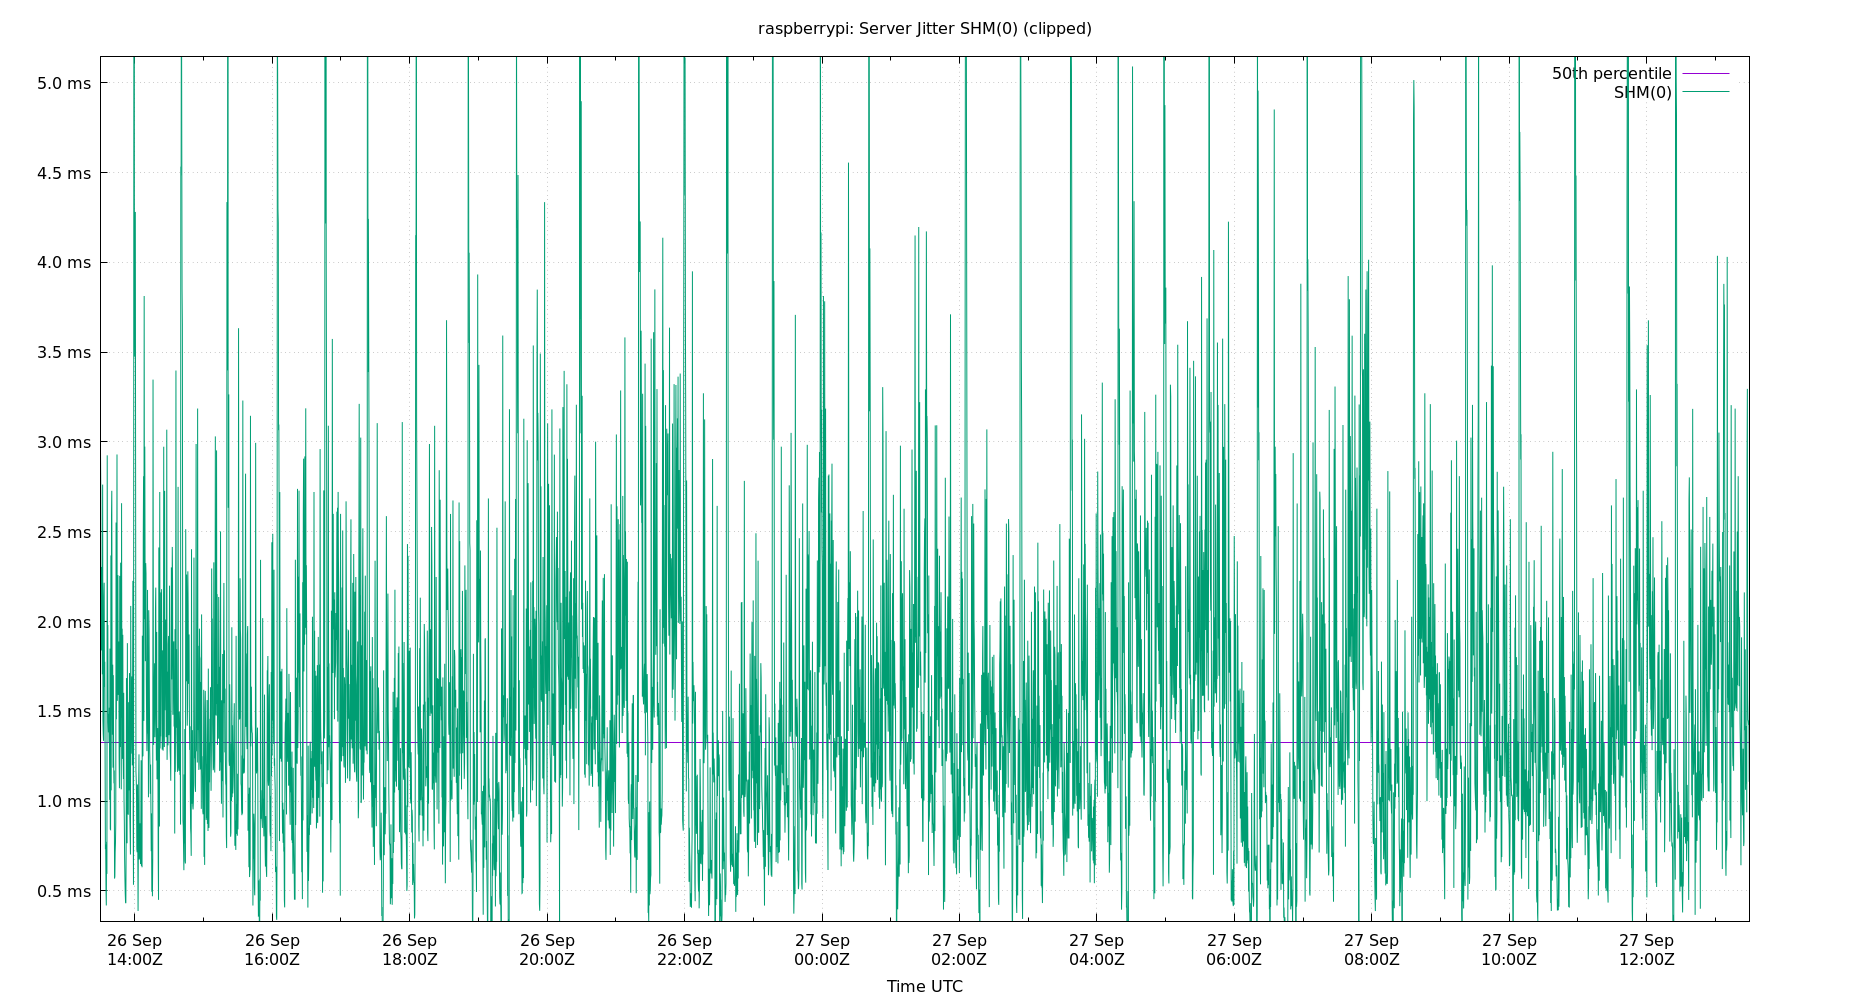 raspberrypi: Server Jitter SHM(0) (clipped)
50th percentile
SHM(0)
5.0 ms
4.5 ms
4.0 ms
3.5 ms
3.0 ms
2.5 ms
2.0 ms
1.5 ms
1.0 ms
0.5 ms
26 Sep 26 Sep 26 Sep 26 Sep 26 Sep 27 Sep 27 Sep 27 Sep 27 Sep 27 Sep 27 Sep 27 Sep
14:00Z 16:00Z 18:00Z 20:00Z 22:00Z 00:00Z 02:00Z 04:00Z 06:00Z 08:00Z 10:00Z 12:00Z
Time UTC